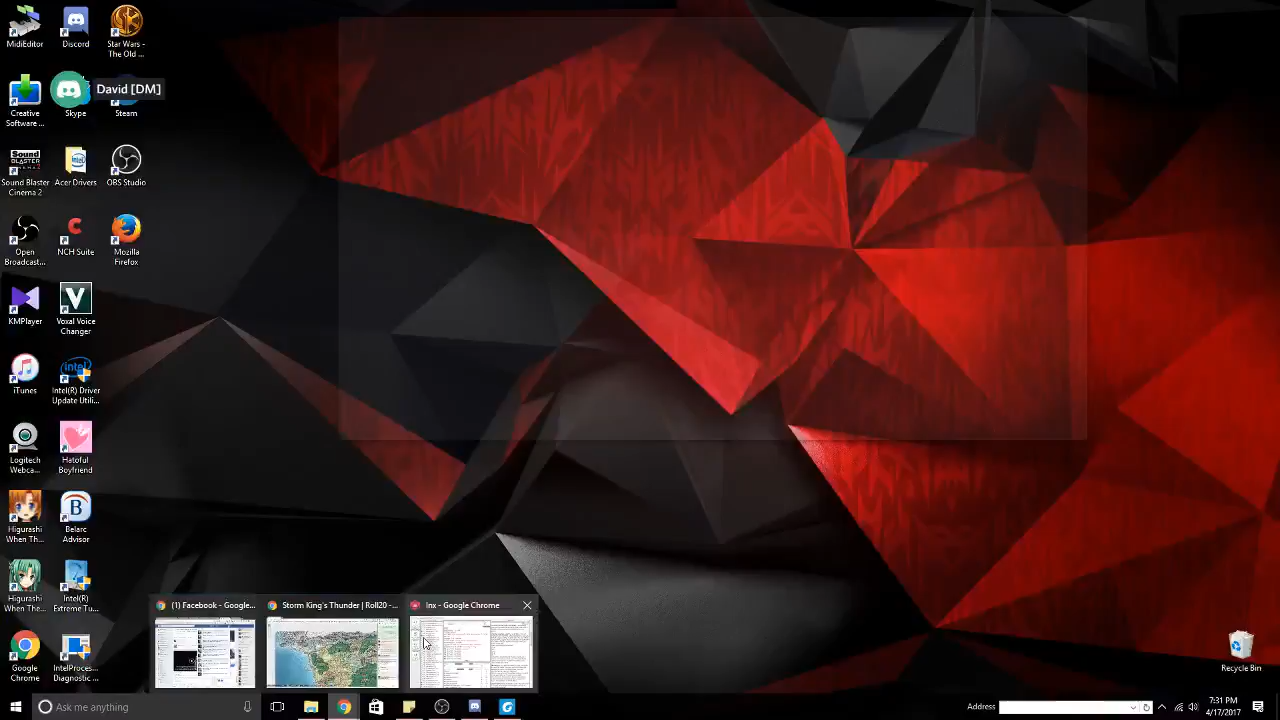 MidiEditor
Discord
Star Wars -
The Old ...
David [DM]
Creative
Software ...
Skype
Steam
Sound Blaster
Cinema 2
Acer Drivers
OBS Studio
Open
Broadcast...
NCH Suite
Mozilla
Firefox
KMPlayer
Voxal Voice
Changer
iTunes
Intel(R) Driver
Update Utili...
Logitech
Webca...
Hatoful
Boyfriend
Higurashi
When Th...
Belarc
Advisor
Higurashi
When The...
Intel(R)
Extreme Tu...
Google
Chrome
IntelProces...
(1) Facebook - Google...
Storm King's Thunder | Roll20 -...
Inx - Google Chrome
Recycle Bin
Ask me anything
Address
7:31 PM
4/17/2017